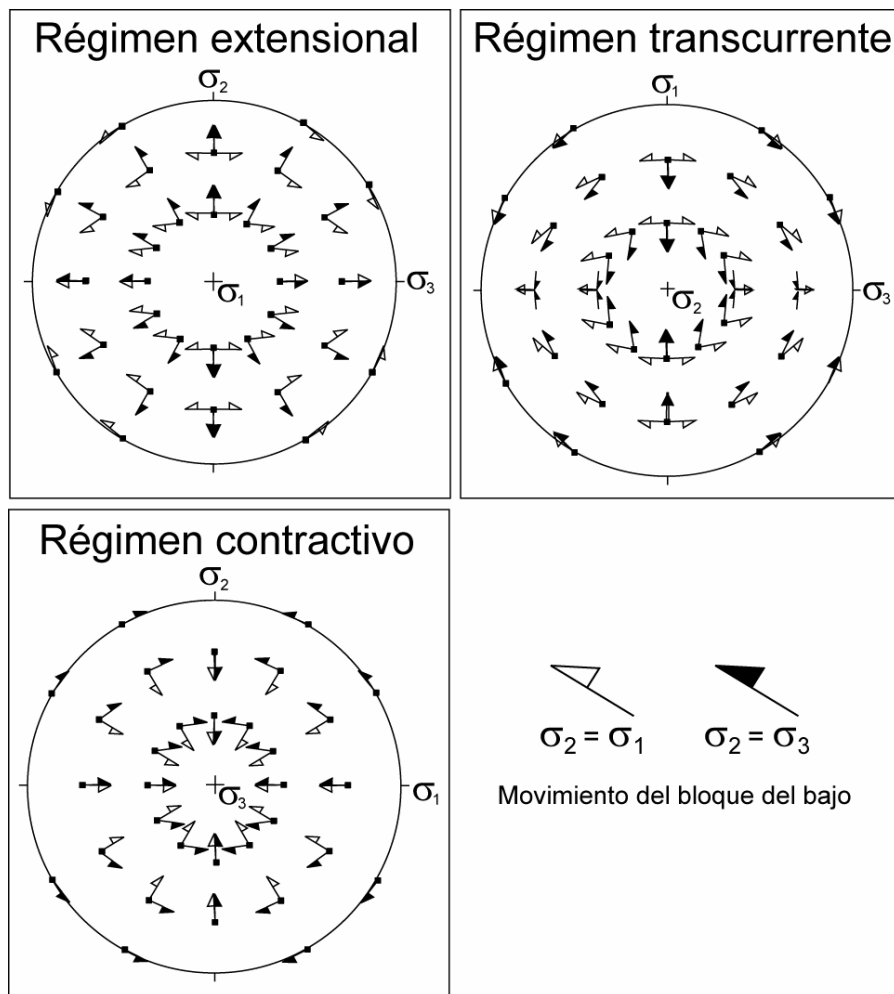 Régimen extensional
σ2
σ3
σ1
Régimen transcurrente
σ1
σ3
σ2
Régimen contractivo
σ2
σ1
σ3
σ2 = σ1 σ2 = σ3
Movimiento del bloque del bajo